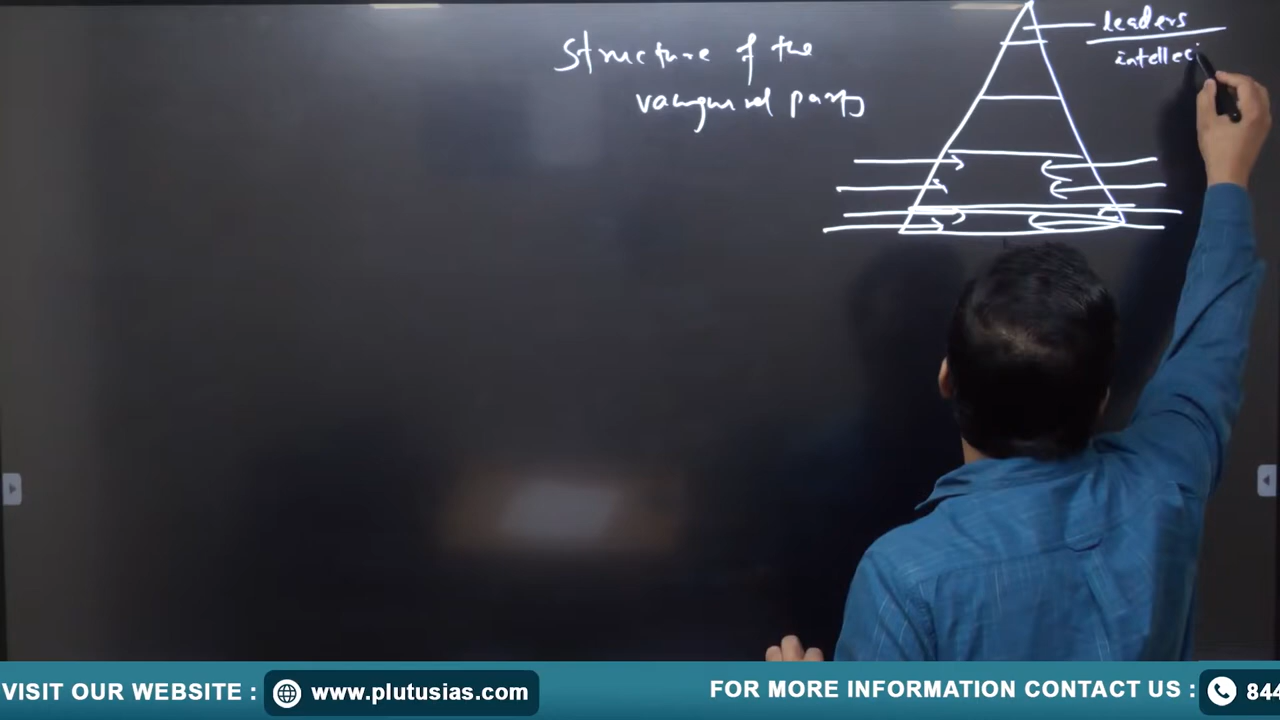 Structure of the
vanguard party
leaders
intellec
VISIT OUR WEBSITE :
www.plutusias.com
FOR MORE INFORMATION CONTACT US :
844